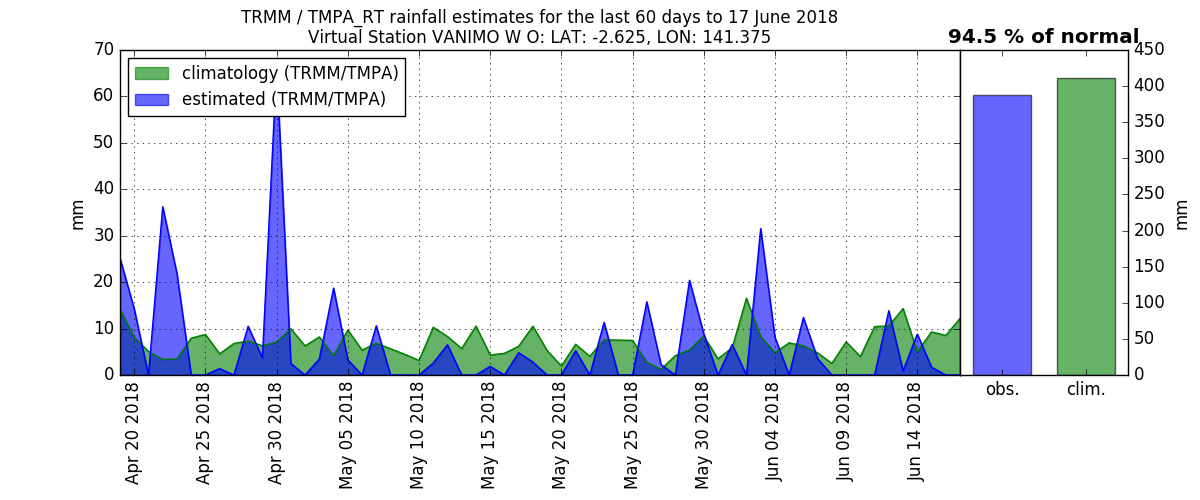 TRMM / TMPA_RT rainfall estimates for the last 60 days to 17 June 2018
Virtual Station VANIMO W O: LAT: -2.625, LON: 141.375
94.5 % of normal
climatology (TRMM/TMPA)
estimated (TRMM/TMPA)
mm
70
60
50
40
30
20
10
0
Apr 20 2018
Apr 25 2018
Apr 30 2018
May 05 2018
May 10 2018
May 15 2018
May 20 2018
May 25 2018
May 30 2018
Jun 04 2018
Jun 09 2018
Jun 14 2018
450
400
350
300
250
200
150
100
50
0
mm
obs.
clim.